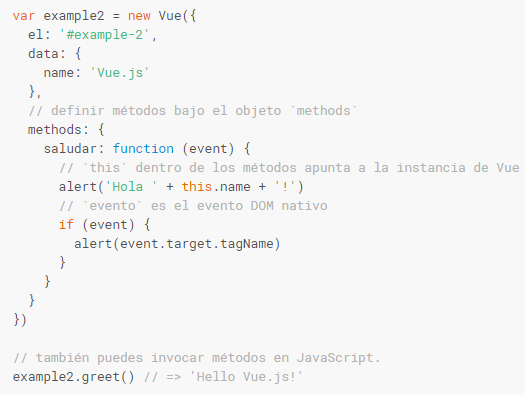 var example2 = new Vue({
  el: '#example-2',
  data: {
    name: 'Vue.js'
  },
  // definir métodos bajo el objeto `methods`
  methods: {
    saludar: function (event) {
      // `this` dentro de los métodos apunta a la instancia de Vue
      alert('Hola ' + this.name + '!')
      // `evento` es el evento DOM nativo
      if (event) {
        alert(event.target.tagName)
      }
    }
  }
})

// también puedes invocar métodos en JavaScript.
example2.greet() // => 'Hello Vue.js!'